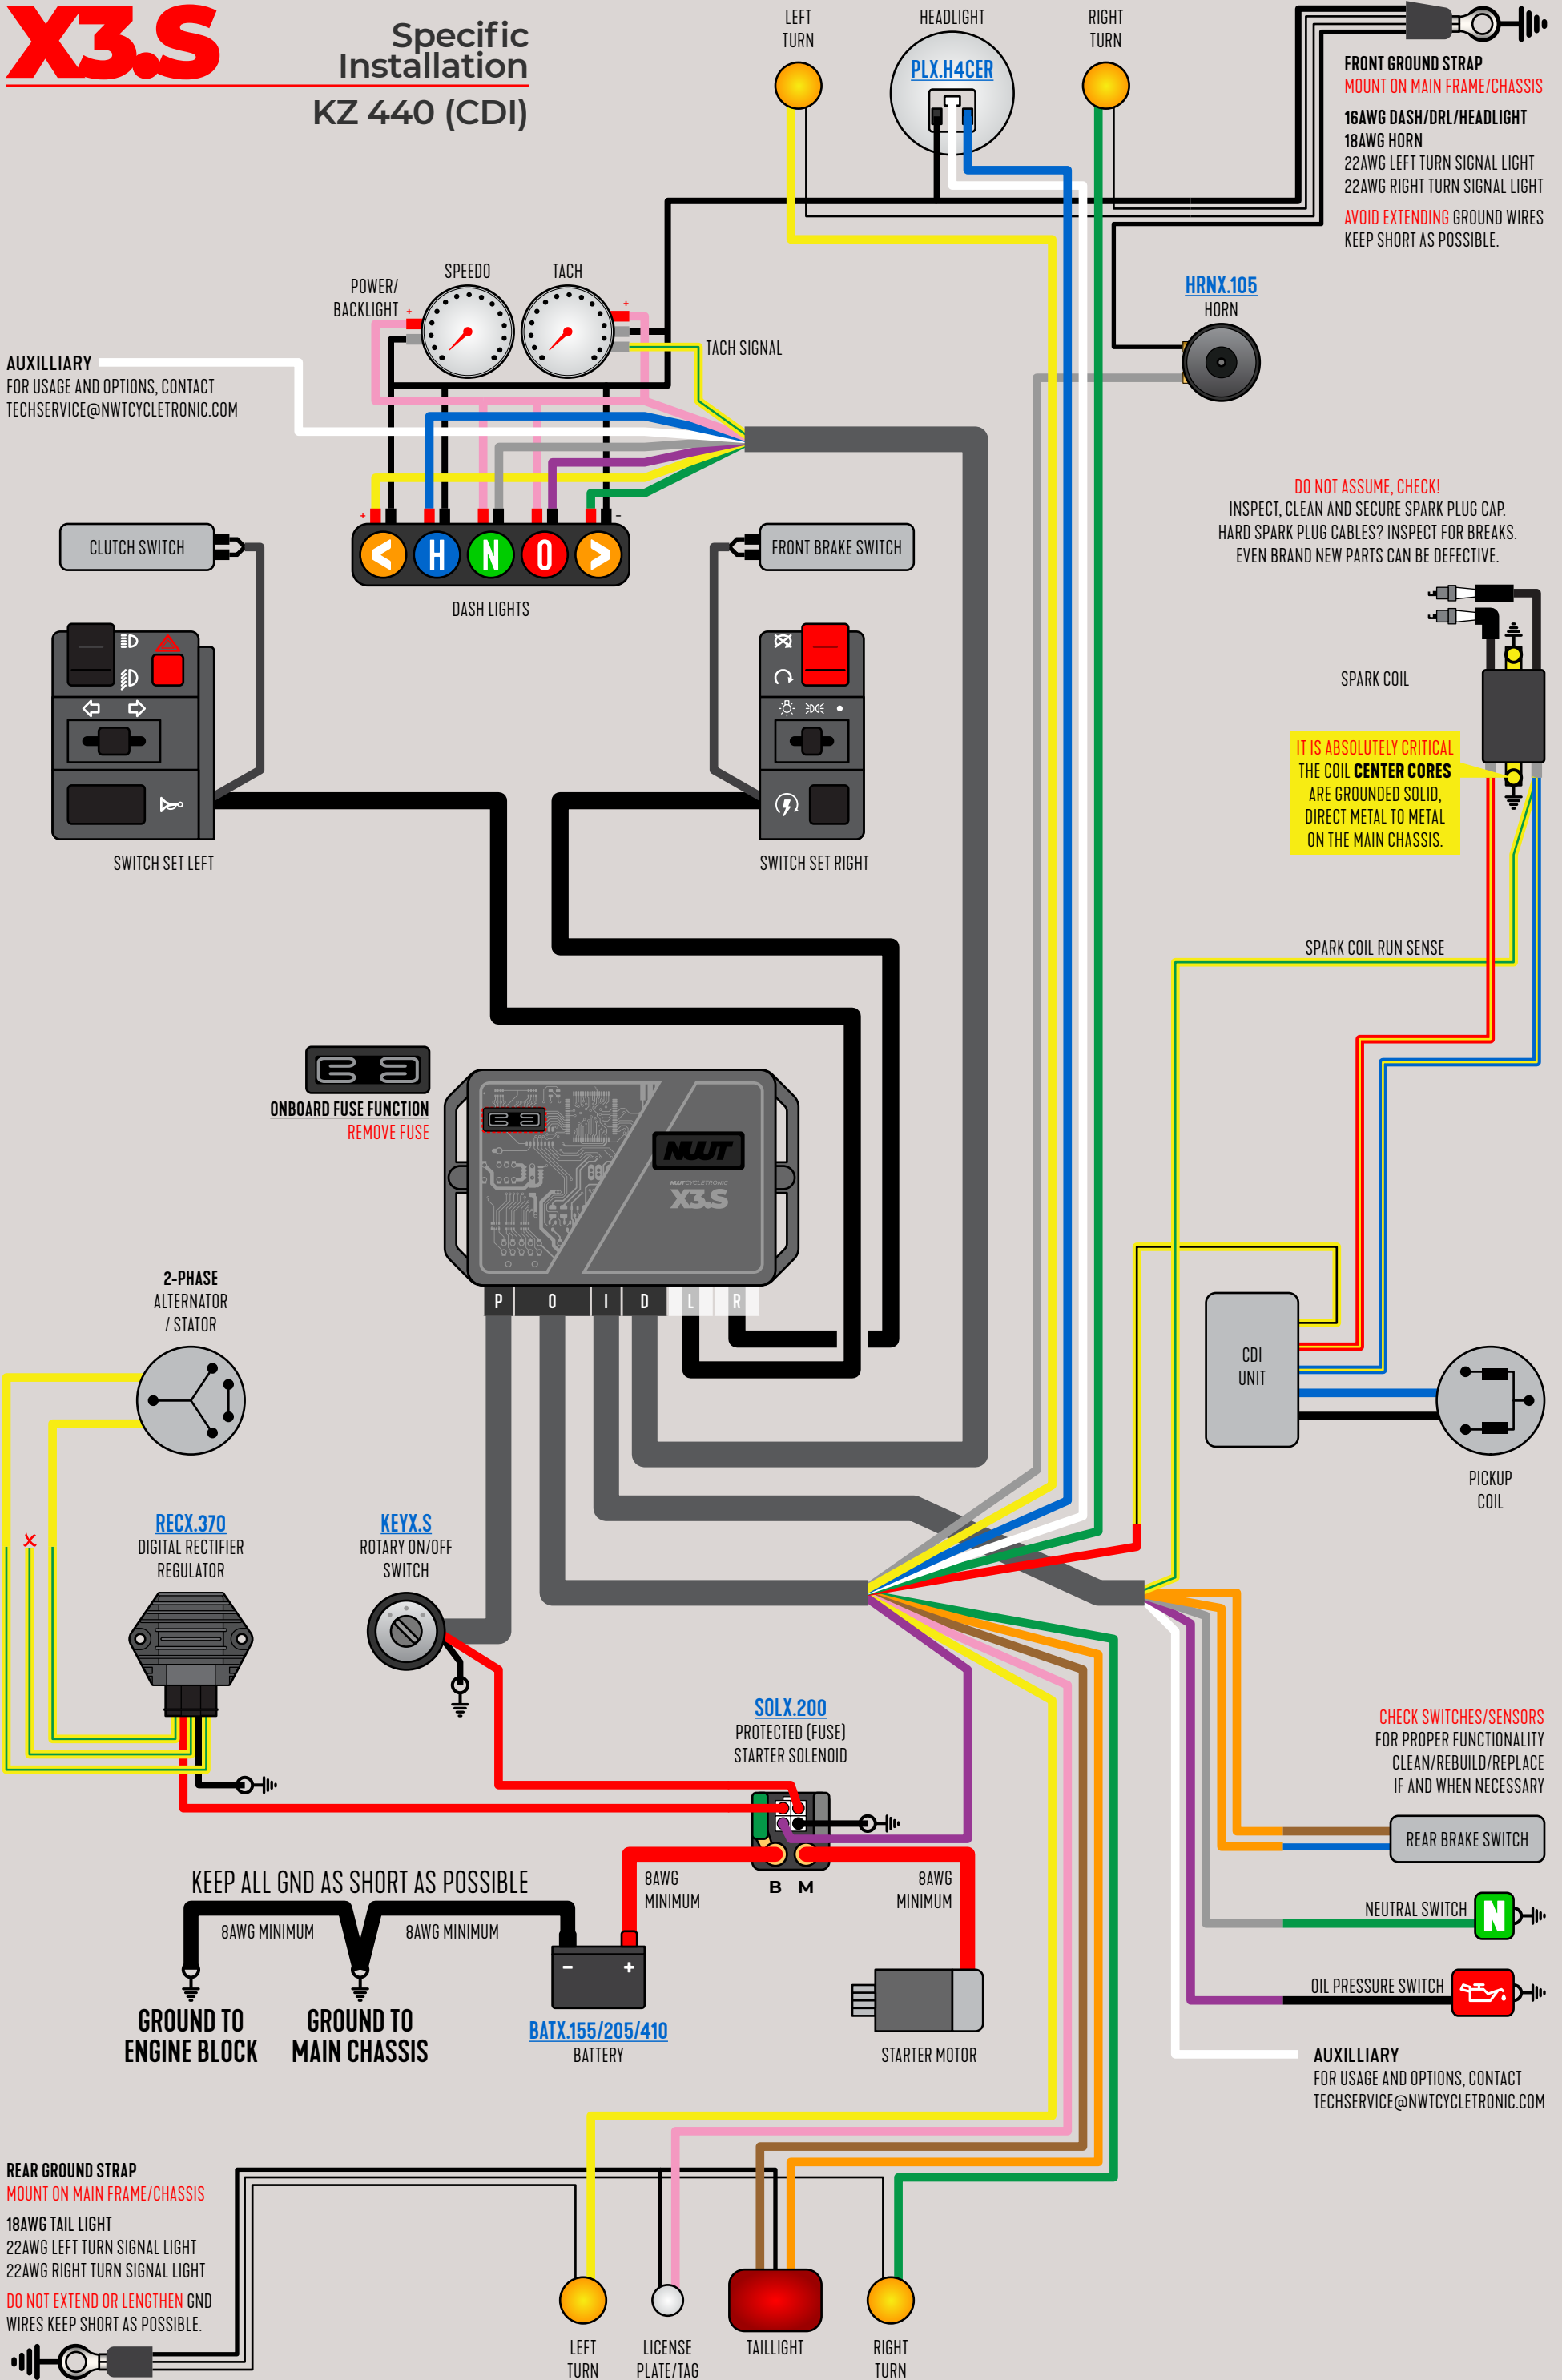 X3.S
Specific
Installation
KZ 440 (CDI)
LEFT
TURN
HEADLIGHT
PLX.H4CER
RIGHT
TURN
FRONT GROUND STRAP
MOUNT ON MAIN FRAME/CHASSIS
16AWG DASH/DRL/HEADLIGHT
18AWG HORN
22AWG LEFT TURN SIGNAL LIGHT
22AWG RIGHT TURN SIGNAL LIGHT
AVOID EXTENDING GROUND WIRES
KEEP SHORT AS POSSIBLE.
POWER/
BACKLIGHT
SPEEDO
TACH
+
+
TACH SIGNAL
HRNX.105
HORN
AUXILLIARY
FOR USAGE AND OPTIONS, CONTACT
TECHSERVICE@NWTCYCLETRONIC.COM
+
-
< H N O >
DASH LIGHTS
CLUTCH SWITCH
FRONT BRAKE SWITCH
DO NOT ASSUME, CHECK!
INSPECT, CLEAN AND SECURE SPARK PLUG CAP.
HARD SPARK PLUG CABLES? INSPECT FOR BREAKS.
EVEN BRAND NEW PARTS CAN BE DEFECTIVE.
SPARK COIL
IT IS ABSOLUTELY CRITICAL
THE COIL CENTER CORES
ARE GROUNDED SOLID,
DIRECT METAL TO METAL
ON THE MAIN CHASSIS.
SWITCH SET LEFT
SWITCH SET RIGHT
SPARK COIL RUN SENSE
ONBOARD FUSE FUNCTION
REMOVE FUSE
NWT
NWTCYCLETRONIC
X3.S
P O I D L R
2-PHASE
ALTERNATOR
/ STATOR
CDI
UNIT
PICKUP
COIL
X
RECX.370
DIGITAL RECTIFIER
REGULATOR
KEYX.S
ROTARY ON/OFF
SWITCH
SOLX.200
PROTECTED (FUSE)
STARTER SOLENOID
B M
CHECK SWITCHES/SENSORS
FOR PROPER FUNCTIONALITY
CLEAN/REBUILD/REPLACE
IF AND WHEN NECESSARY
REAR BRAKE SWITCH
NEUTRAL SWITCH
N
OIL PRESSURE SWITCH
AUXILLIARY
FOR USAGE AND OPTIONS, CONTACT
TECHSERVICE@NWTCYCLETRONIC.COM
KEEP ALL GND AS SHORT AS POSSIBLE
8AWG MINIMUM
8AWG MINIMUM
8AWG
MINIMUM
8AWG
MINIMUM
- +
GROUND TO
ENGINE BLOCK
GROUND TO
MAIN CHASSIS
BATX.155/205/410
BATTERY
STARTER MOTOR
REAR GROUND STRAP
MOUNT ON MAIN FRAME/CHASSIS
18AWG TAIL LIGHT
22AWG LEFT TURN SIGNAL LIGHT
22AWG RIGHT TURN SIGNAL LIGHT
DO NOT EXTEND OR LENGTHEN GND
WIRES KEEP SHORT AS POSSIBLE.
LEFT
TURN
LICENSE
PLATE/TAG
TAILLIGHT
RIGHT
TURN